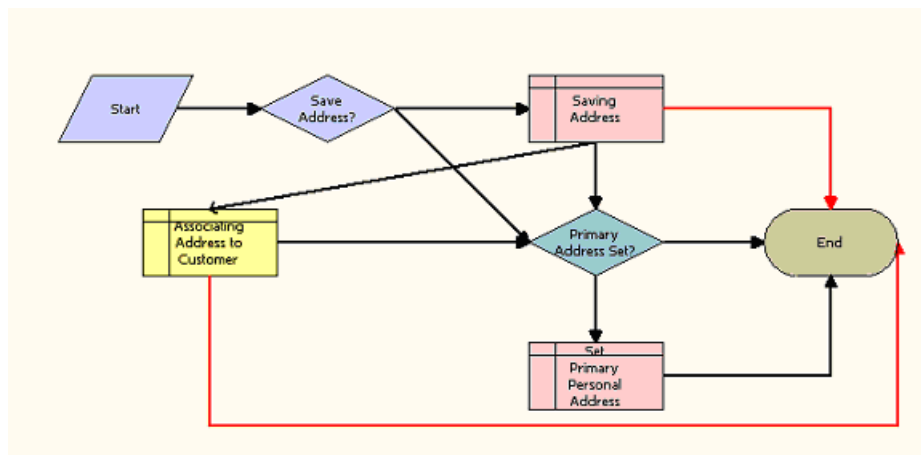 Start
Save
Address?
Saving
Address
Associating
Address to
Customer
Primary
Address Set?
End
Set
Primary
Personal
Address